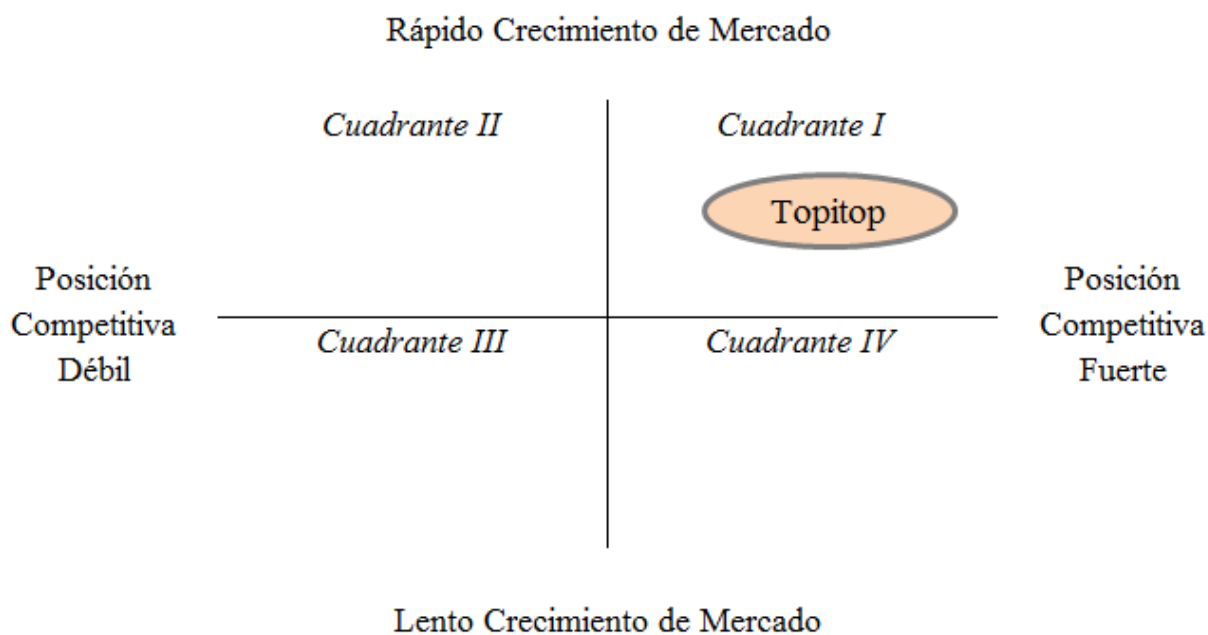 Rápido Crecimiento de Mercado
Cuadrante II
Cuadrante I
Topitop
Posición
Competitiva
Débil
Posición
Competitiva
Fuerte
Cuadrante III
Cuadrante IV
Lento Crecimiento de Mercado